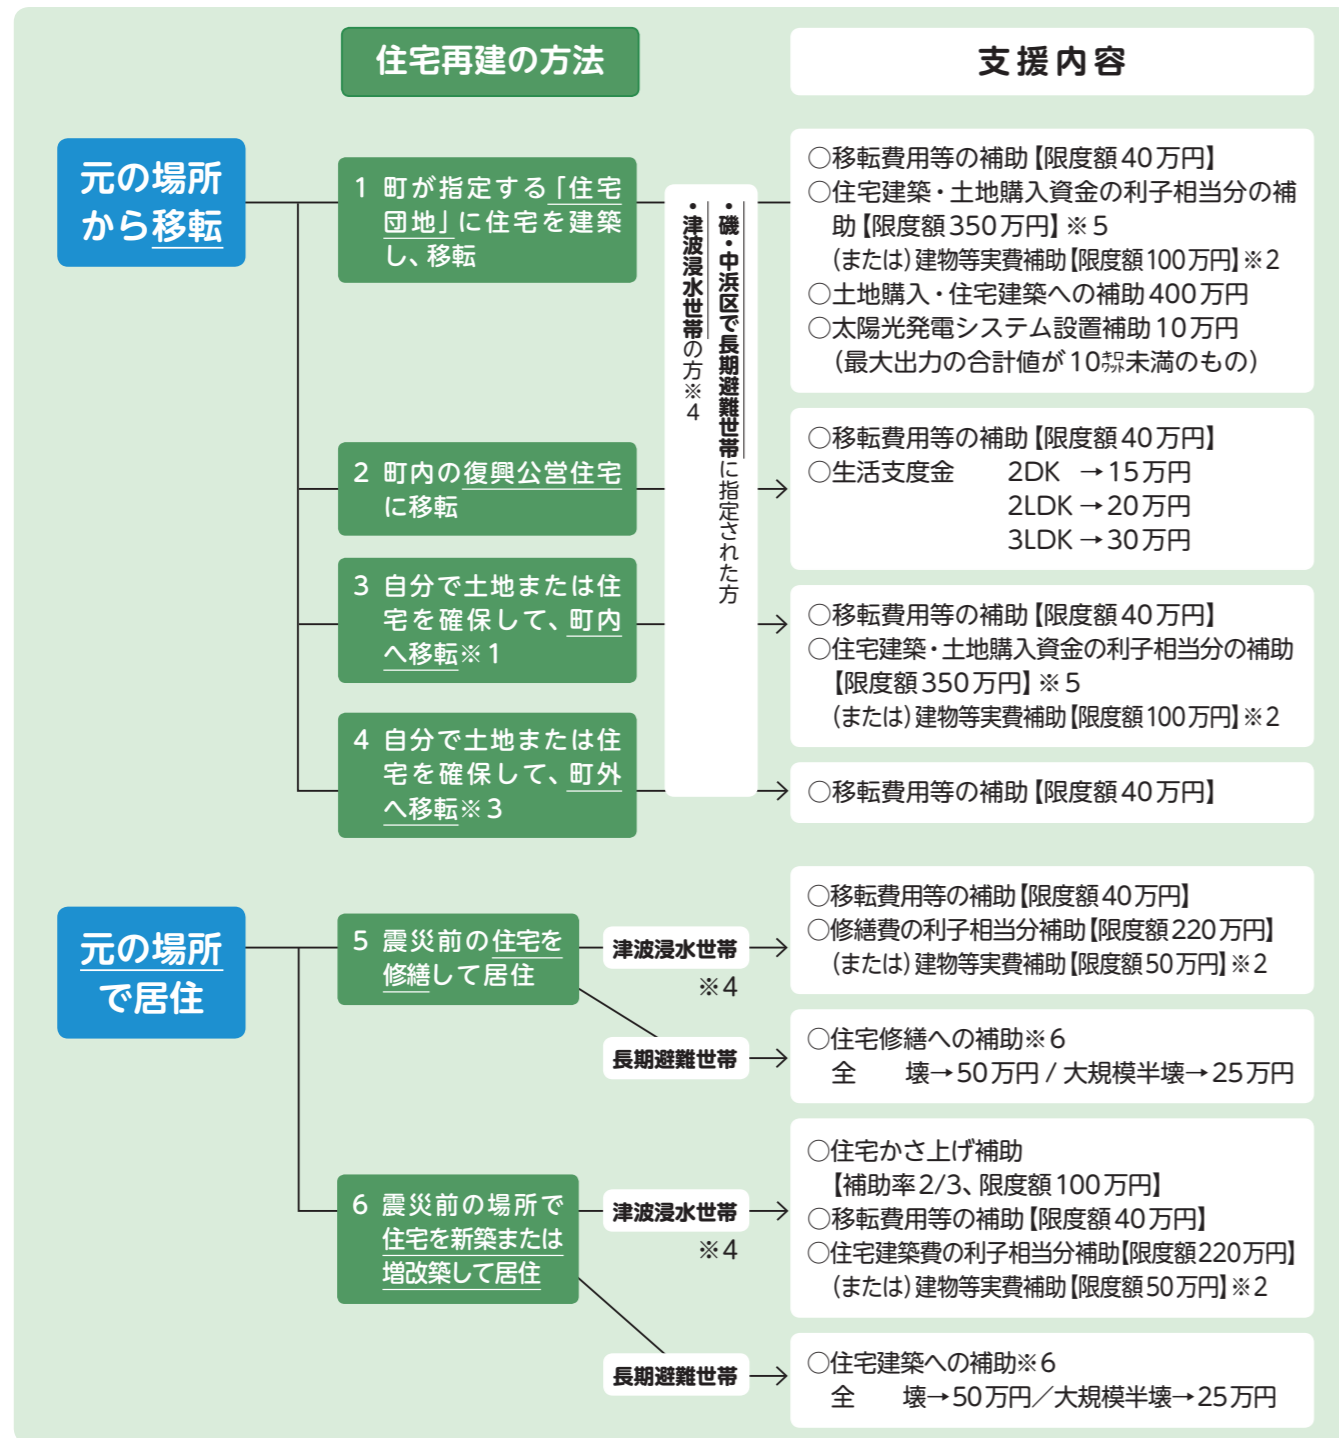 住宅再建の方法
支援内容
元の場所
から移転
1 町が指定する「住宅
団地」に住宅を建築
し、移転
2 町内の復興公営住宅
に移転
3 自分で土地または住
宅を確保して、町内
へ移転※1
4 自分で土地または住
宅を確保して、町外
へ移転※3
・磯・中浜区で長期避難世帯に指定された方
・津波浸水世帯の方※4
○移転費用等の補助【限度額40万円】
○住宅建築・土地購入資金の利子相当分の補
助【限度額350万円】※5
(または)建物等実費補助【限度額100万円】※2
○土地購入・住宅建築への補助400万円
○太陽光発電システム設置補助10万円
(最大出力の合計値が10㌔㍗未満のもの)
○移転費用等の補助【限度額40万円】
○生活支度金 2DK →15万円
2LDK →20万円
3LDK →30万円
○移転費用等の補助【限度額40万円】
○住宅建築・土地購入資金の利子相当分の補助
【限度額350万円】※5
(または)建物等実費補助【限度額100万円】※2
○移転費用等の補助【限度額40万円】
元の場所
で居住
5 震災前の住宅を
修繕して居住
津波浸水世帯
※4
長期避難世帯
○移転費用等の補助【限度額40万円】
○修繕費の利子相当分補助【限度額220万円】
(または)建物等実費補助【限度額50万円】※2
○住宅修繕への補助※6
全 壊→50万円 / 大規模半壊→25万円
6 震災前の場所で
住宅を新築または
増改築して居住
津波浸水世帯
※4
長期避難世帯
○住宅かさ上げ補助
【補助率2/3、限度額100万円】
○移転費用等の補助【限度額40万円】
○住宅建築費の利子相当分補助【限度額220万円】
(または)建物等実費補助【限度額50万円】※2
○住宅建築への補助※6
全 壊→50万円/大規模半壊→25万円